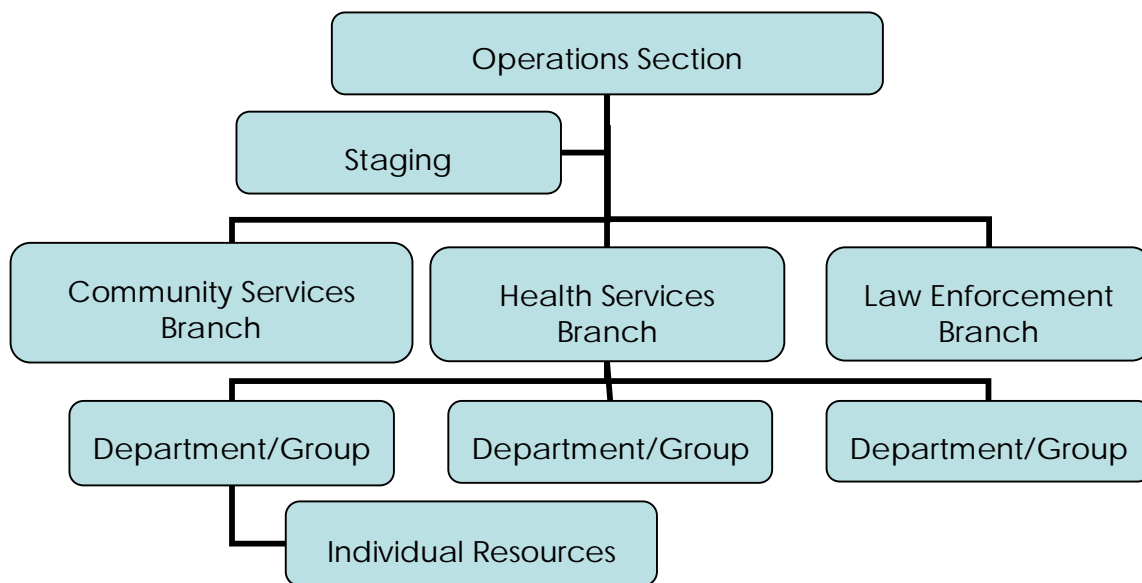 Operations Section
Staging
Community Services
Branch
Health Services
Branch
Law Enforcement
Branch
Department/Group
Department/Group
Department/Group
Individual Resources